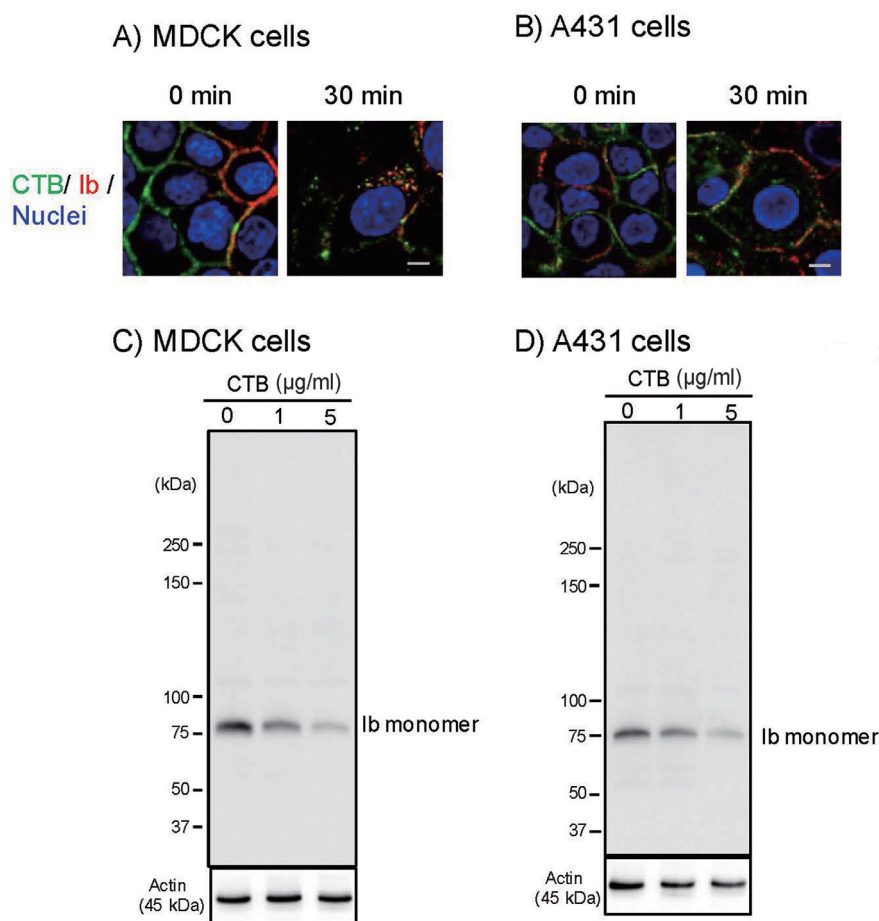 A) MDCK cells
0 min 30 min
B) A431 cells
0 min 30 min
CTB/ Ib /
Nuclei
C) MDCK cells
CTB (μg/ml)
0 1 5
(kDa)
250
150
100
75
50
37
Ib monomer
Actin
(45 kDa)
D) A431 cells
CTB (μg/ml)
0 1 5
(kDa)
250
150
100
75
50
37
Ib monomer
Actin
(45 kDa)